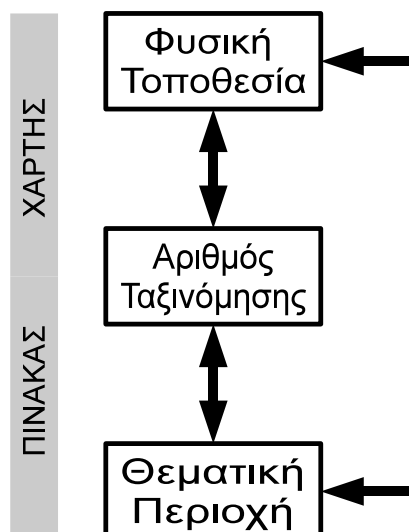 ΧΑΡΤΗΣ
Φυσική
Τοποθεσία
Αριθμός
Ταξινόμησης
ΠΙΝΑΚΑΣ
Θεματική
Περιοχή